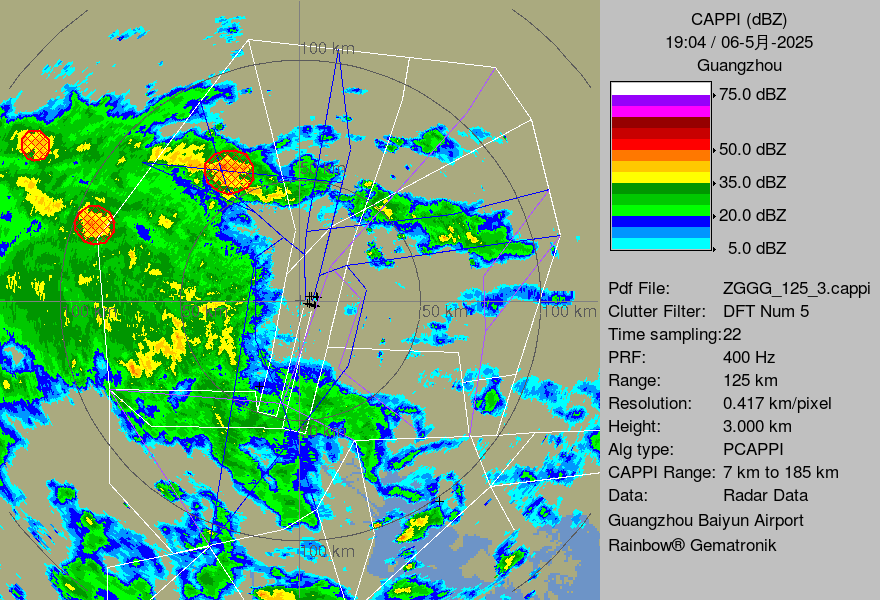 CAPPI (dBZ)
19:04 / 06-5月-2025
Guangzhou
75.0 dBZ
50.0 dBZ
35.0 dBZ
20.0 dBZ
5.0 dBZ
Pdf File: ZGGG_125_3.cappi
Clutter Filter: DFT Num 5
Time sampling:22
PRF: 400 Hz
Range: 125 km
Resolution: 0.417 km/pixel
Height: 3.000 km
Alg type: PCAPPI
CAPPI Range: 7 km to 185 km
Data: Radar Data
Guangzhou Baiyun Airport
Rainbow® Gematronik
100 km
50 km
100 km
100 km